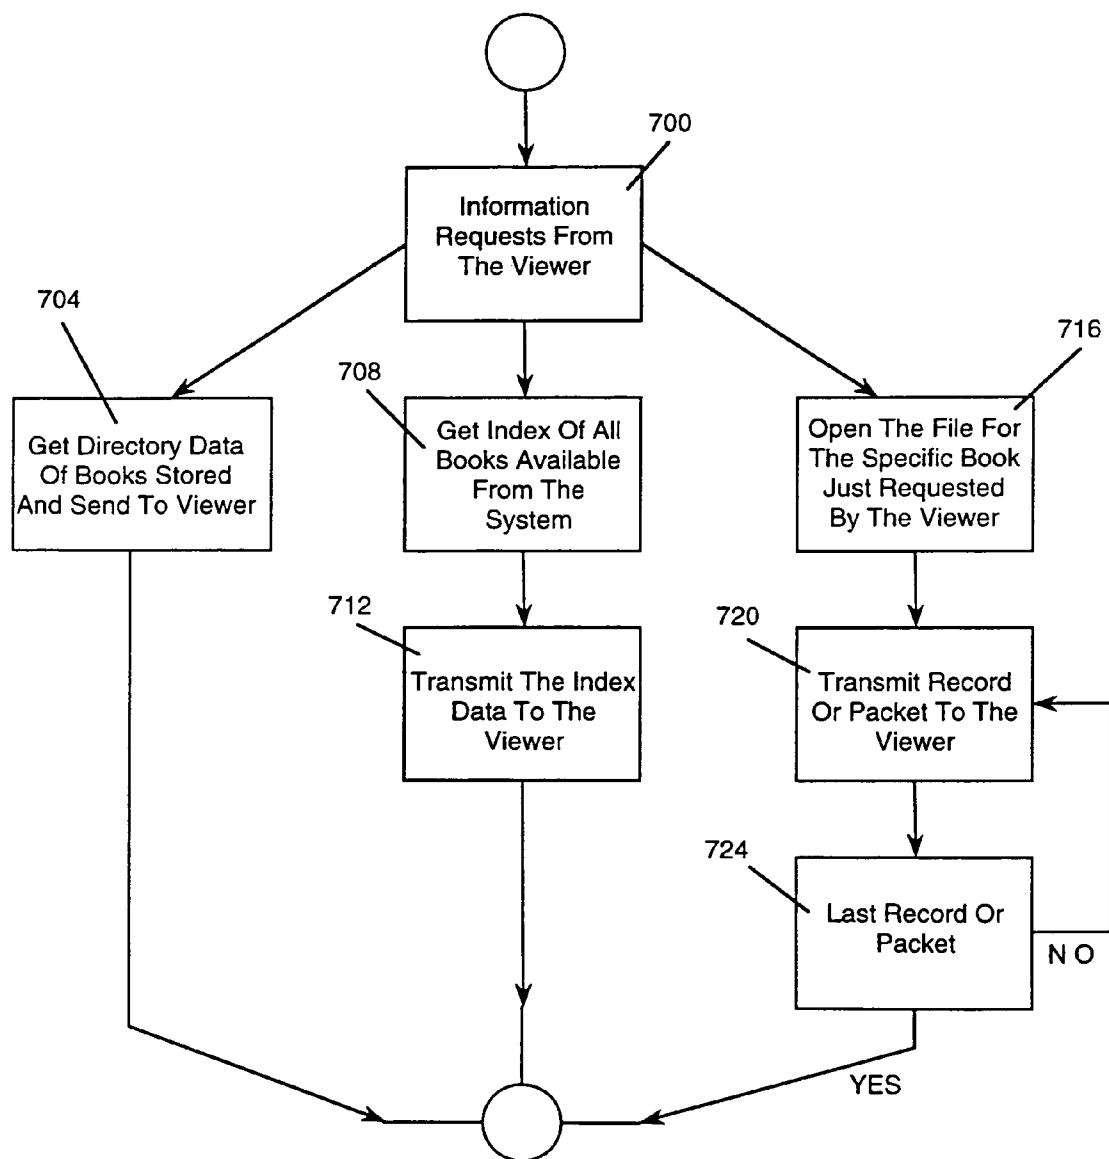 700
Information
Requests From
The Viewer
704
Get Directory Data
Of Books Stored
And Send To Viewer
708
Get Index Of All
Books Available
From The
System
716
Open The File For
The Specific Book
Just Requested
By The Viewer
712
Transmit The Index
Data To The
Viewer
720
Transmit Record
Or Packet To The
Viewer
724
Last Record Or
Packet
N O
YES